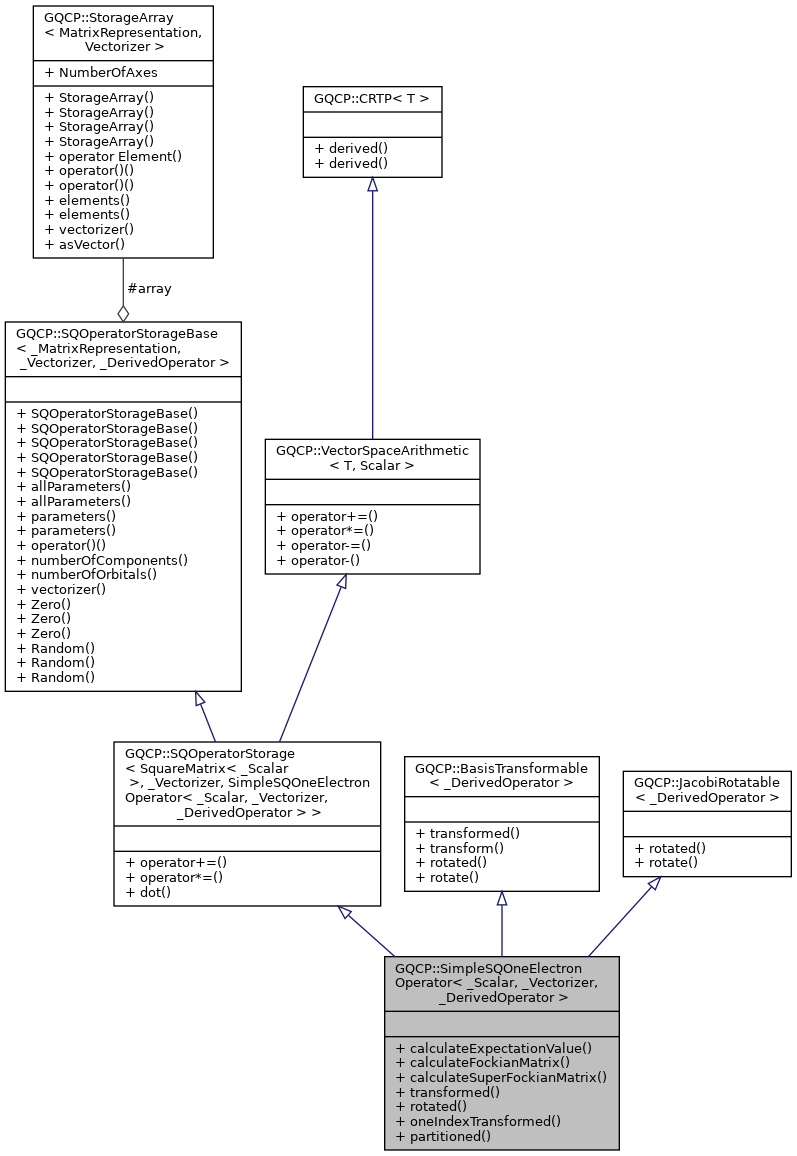 GQCP::StorageArray
< MatrixRepresentation,
Vectorizer >
+ NumberOfAxes
+ StorageArray()
+ StorageArray()
+ StorageArray()
+ StorageArray()
+ operator Element()
+ operator()()
+ operator()()
+ elements()
+ elements()
+ vectorizer()
+ asVector()
GQCP::CRTP< T >
+ derived()
+ derived()
#array
GQCP::SQOperatorStorageBase
< _MatrixRepresentation,
_Vectorizer, _DerivedOperator >
+ SQOperatorStorageBase()
+ SQOperatorStorageBase()
+ SQOperatorStorageBase()
+ SQOperatorStorageBase()
+ SQOperatorStorageBase()
+ allParameters()
+ allParameters()
+ parameters()
+ parameters()
+ operator()()
+ numberOfComponents()
+ numberOfOrbitals()
+ vectorizer()
+ Zero()
+ Zero()
+ Zero()
+ Random()
+ Random()
+ Random()
GQCP::VectorSpaceArithmetic
< T, Scalar >
+ operator+=()
+ operator*=()
+ operator-=()
+ operator-()
GQCP::SQOperatorStorage
< SquareMatrix< _Scalar
>, _Vectorizer, SimpleSQOneElectron
Operator< _Scalar, _Vectorizer,
_DerivedOperator > >
+ operator+=()
+ operator*=()
+ dot()
GQCP::BasisTransformable
< _DerivedOperator >
+ transformed()
+ transform()
+ rotated()
+ rotate()
GQCP::JacobiRotatable
< _DerivedOperator >
+ rotated()
+ rotate()
GQCP::SimpleSQOneElectron
Operator< _Scalar, _Vectorizer,
_DerivedOperator >
+ calculateExpectationValue()
+ calculateFockianMatrix()
+ calculateSuperFockianMatrix()
+ transformed()
+ rotated()
+ oneIndexTransformed()
+ partitioned()